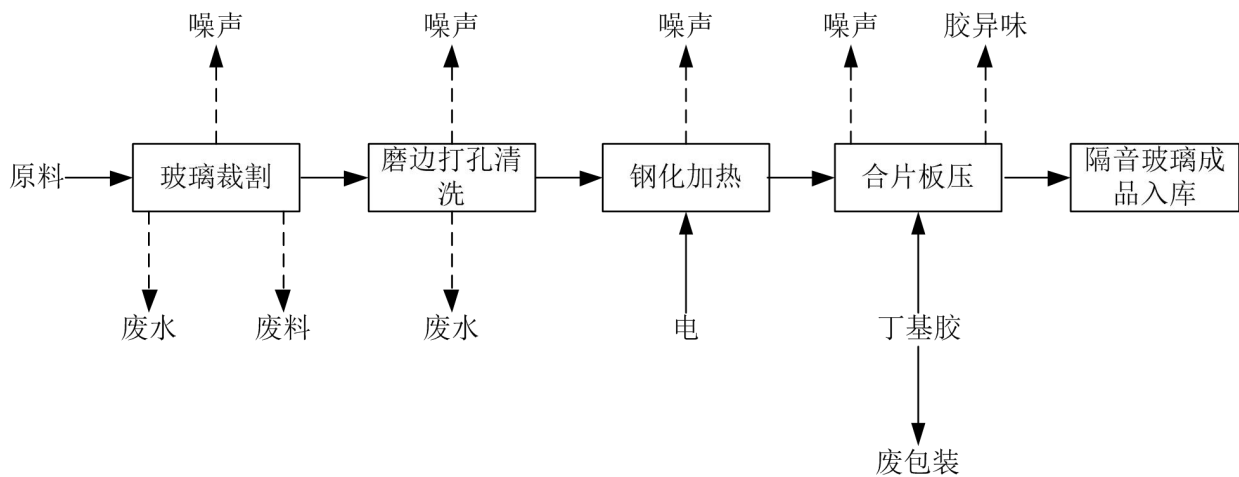 噪声
噪声
噪声
噪声
胶异味
原料
玻璃裁割
磨边打孔清
洗
钢化加热
合片板压
隔音玻璃成
品入库
废水
废料
废水
电
丁基胶
废包装